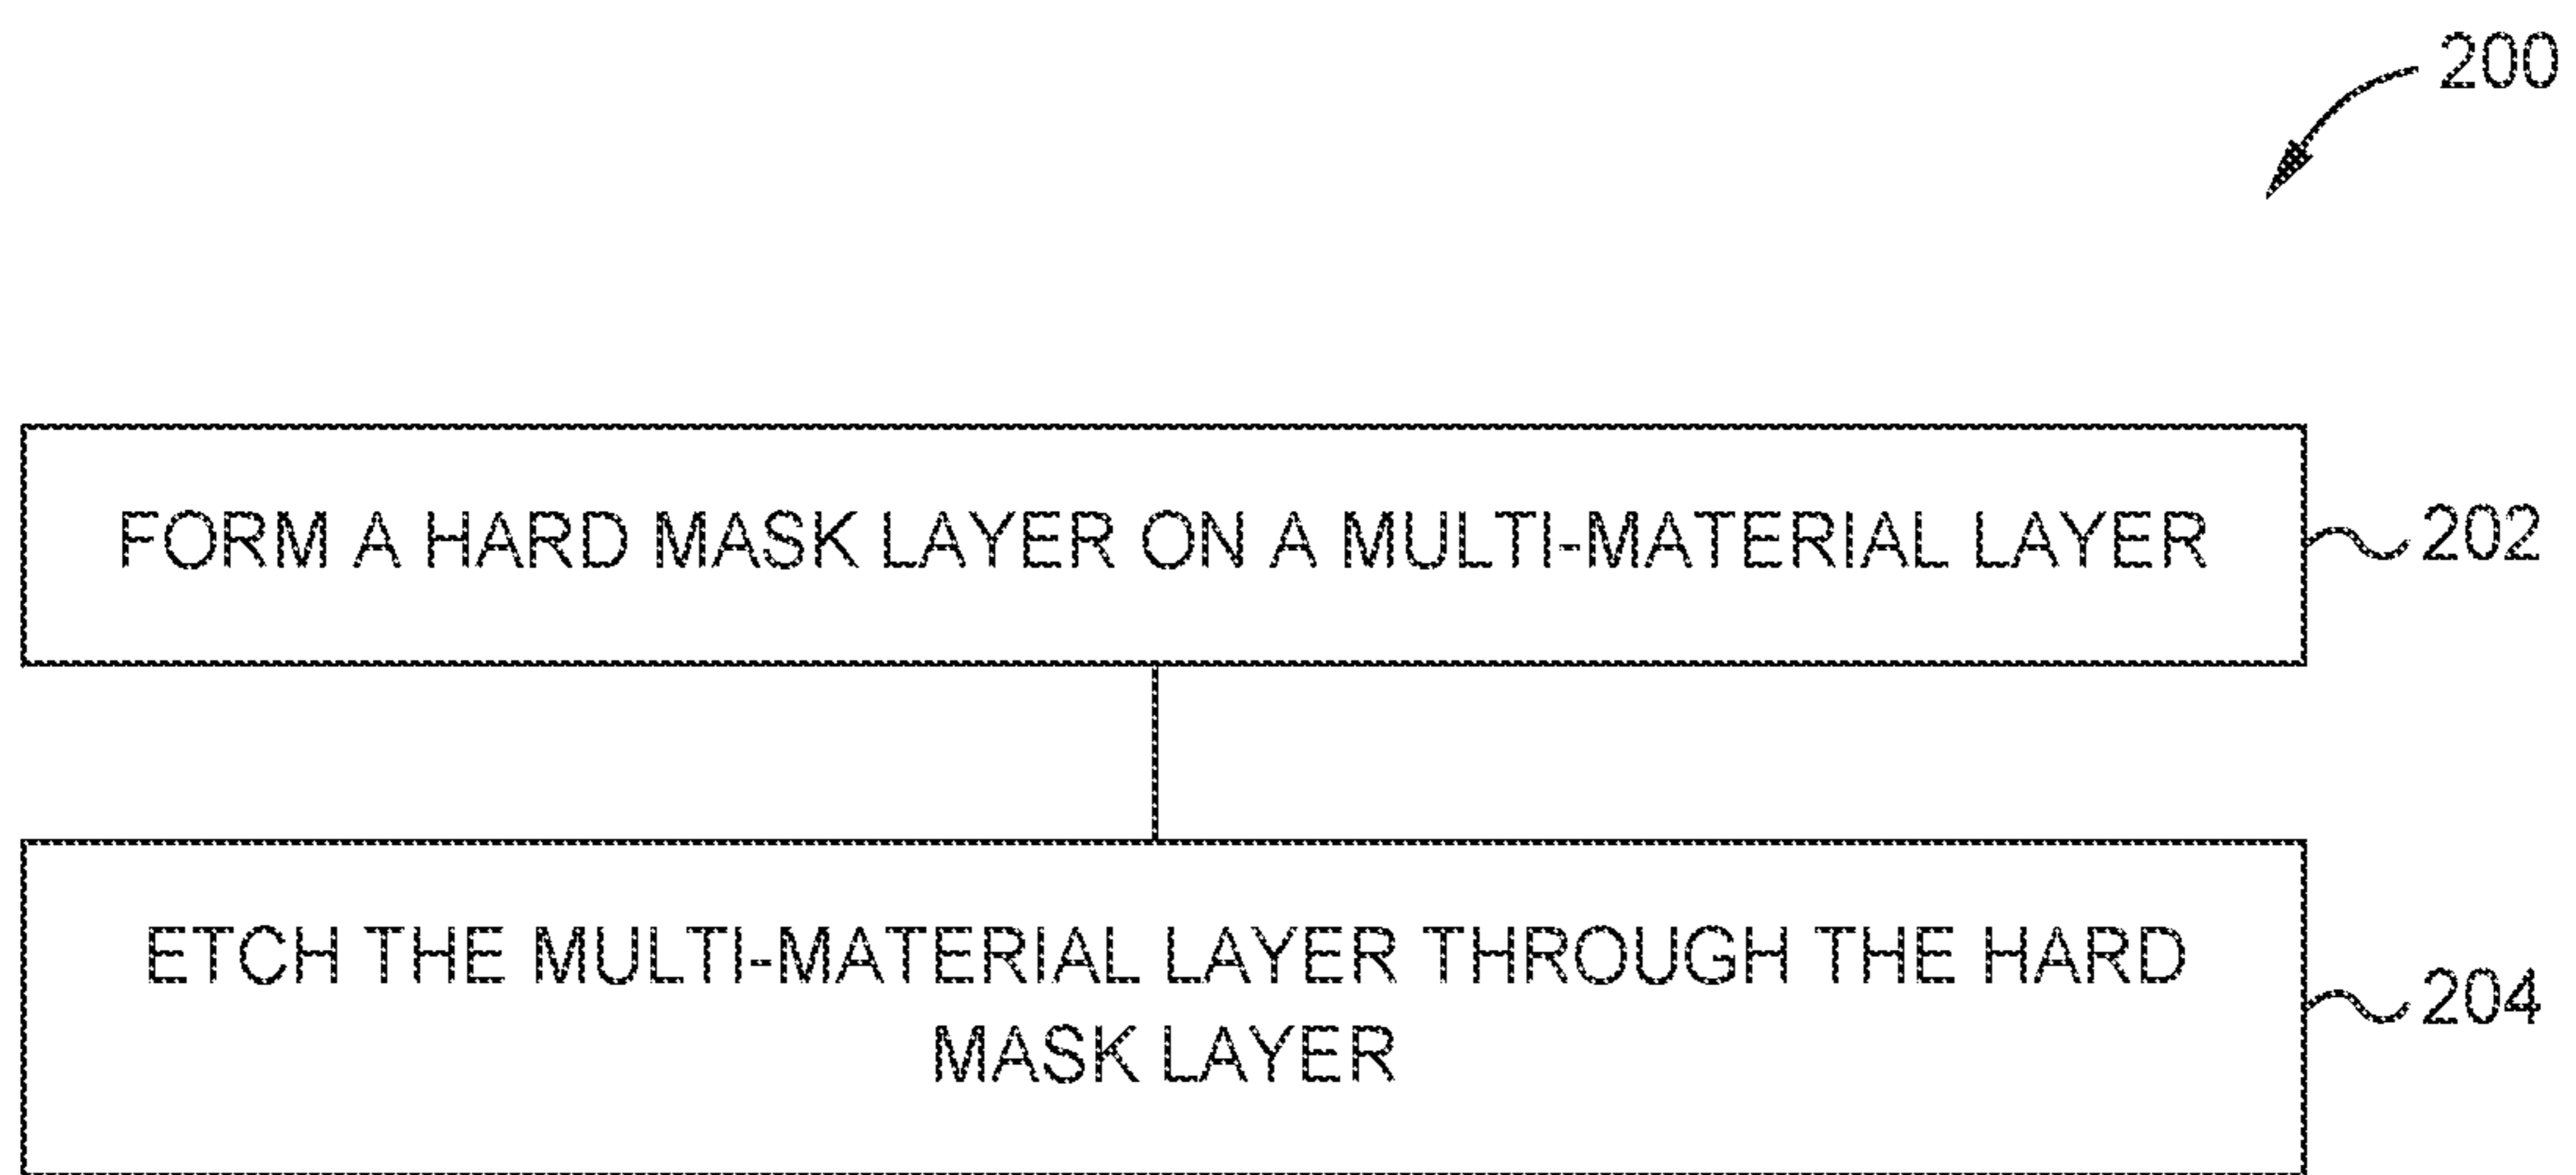 200
FORM A HARD MASK LAYER ON A MULTI-MATERIAL LAYER
202
ETCH THE MULTI-MATERIAL LAYER THROUGH THE HARD
MASK LAYER
204